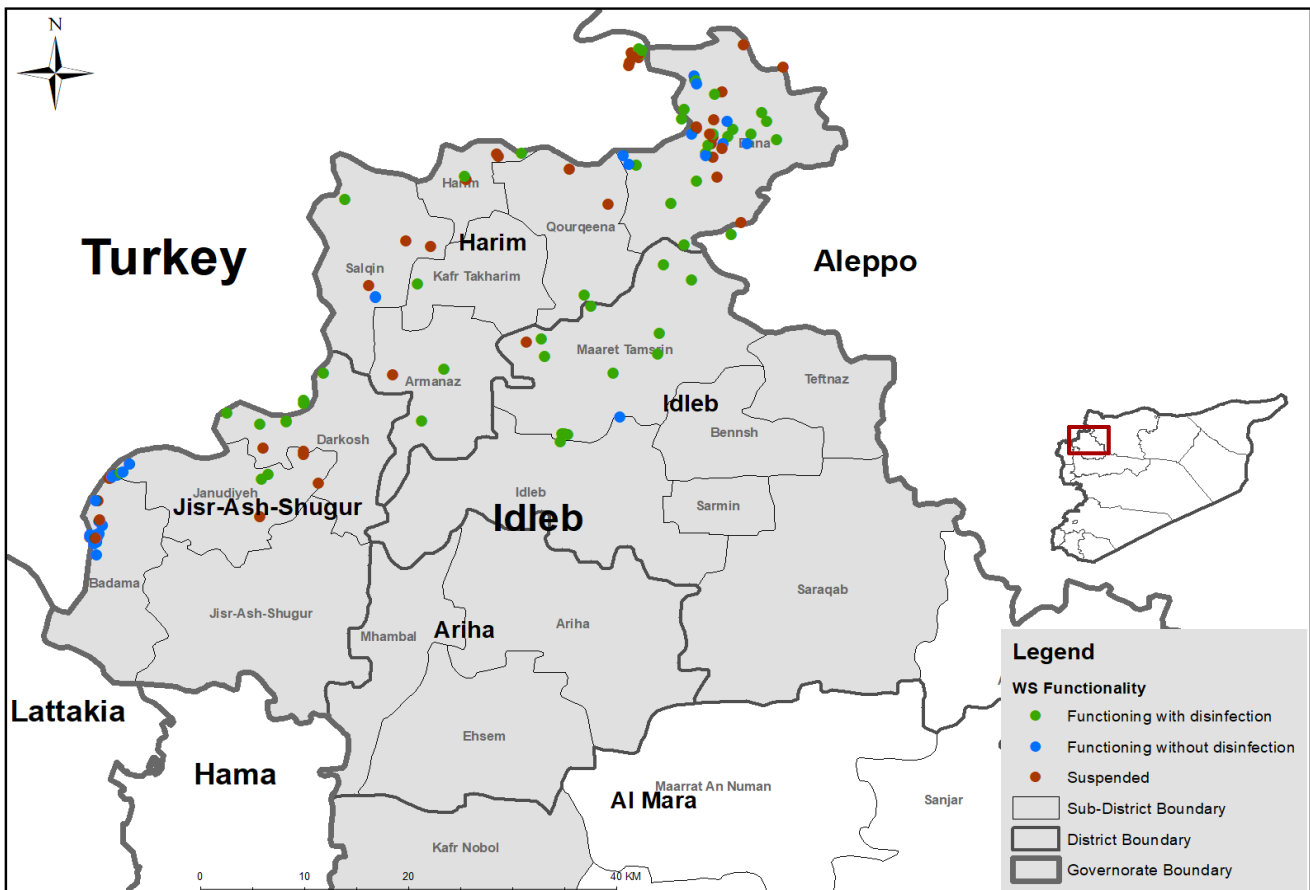 N
Turkey
Harim
Dana
Harim
Qourqeena
Aleppo
Salqin
Kafr Takharim
Maaret Tamsrin
Teftnaz
Armanaz
Idleb
Bennsh
Darkosh
Janudiyeh
Jisr-Ash-Shugur
Idleb
Idleb
Sarmin
Badama
Saraqab
Jisr-Ash-Shugur
Mhambal
Ariha
Ariha
Lattakia
Ehsem
Hama
Maarrat An Numan
Al Mara
Sanjar
Kafr Nobol
0
20
40 KM
Legend
WS Functionality
Functioning with disinfection
Functioning without disinfection
Suspended
Sub-District Boundary
District Boundary
Governorate Boundary